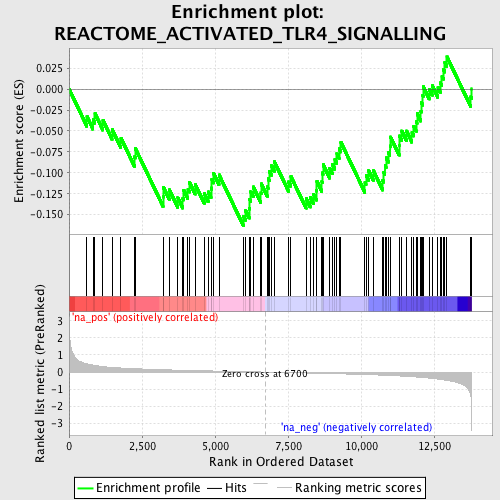 Enrichment plot:
REACTOME_ACTIVATED_TLR4_SIGNALLING
Enrichment score (ES)
0.025
0.000
-0.025
-0.050
-0.075
-0.100
-0.125
-0.150
'na_pos' (positively correlated)
Ranked list metric (PreRanked)
3
2
1
0
-1
-2
-3
Zero cross at 6700
'na_neg' (negatively correlated)
0 2,500 5,000 7,500 10,000 12,500
Rank in Ordered Dataset
Enrichment profile Hits Ranking metric scores